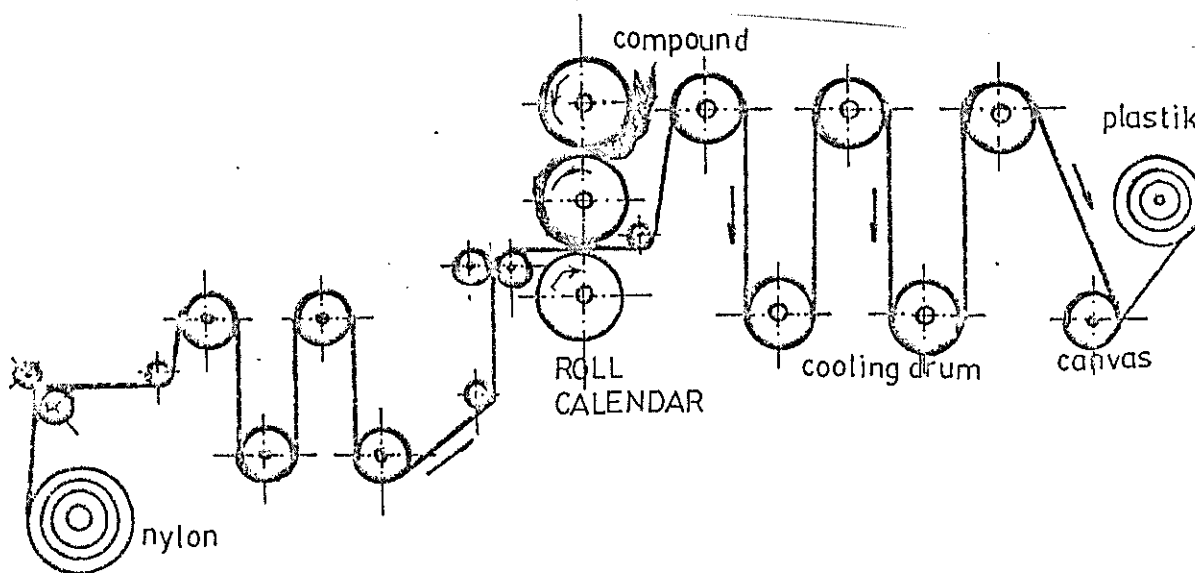 compound
plastik
ROLL
CALENDAR
cooling drum
canvas
nylon